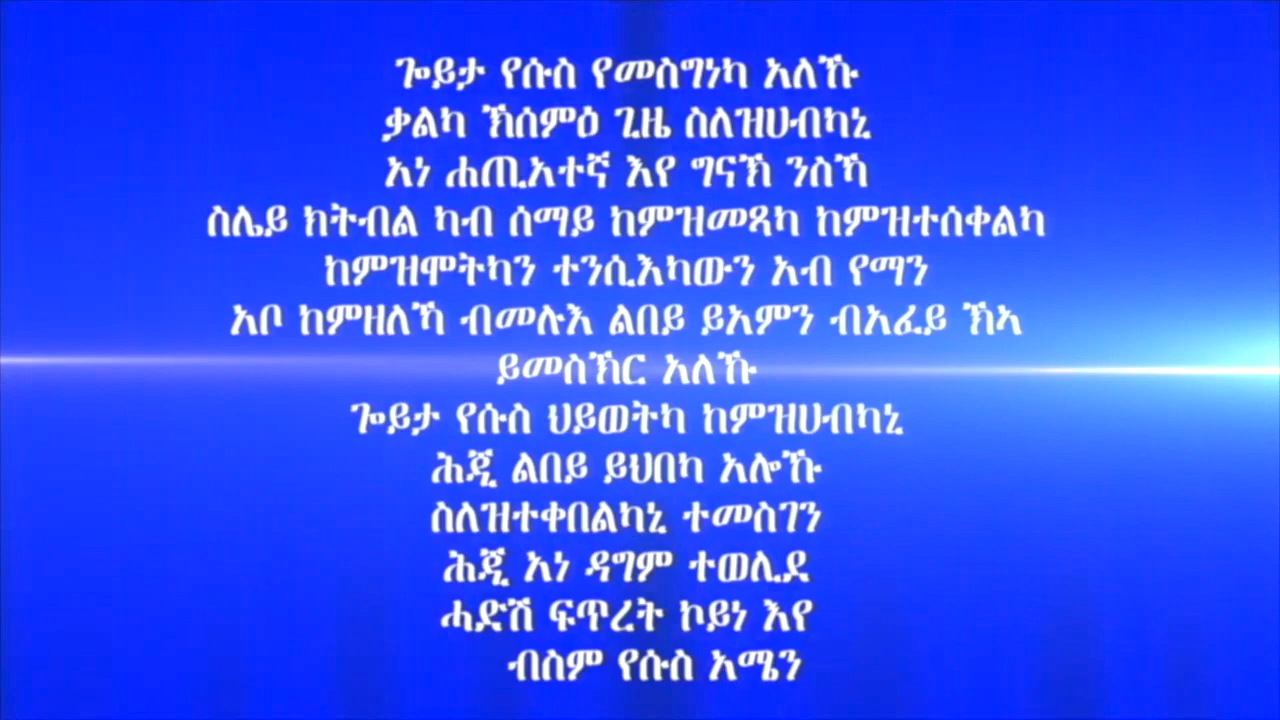 ጐይታ የሱስ የመስግነካ አለኹ
ቃልካ ኽሰምዕ ጊዜ ስለዝሀብካኒ
አነ ሐጢአተኛ እየ ግናኽ ንስኻ
ስሌይ ክትብል ካብ ሰማይ ከምዝመጻካ ከምዝተሰቀልካ
ከምዝሞትካን ተንሲእካውን አብ የማን
አቦ ከምዘለኻ ብመሉእ ልበይ ይአምን ብአፈይ ኽኣ
ይመስኽር አለኹ
ጐይታ የሱስ ህይወትካ ከምዝሀብካኒ
ሕጂ ልበይ ይህበካ አሎኹ
ስለዝተቀበልካኒ ተመስገን
ሕጂ አነ ዳግም ተወሊደ
ሓድሽ ፍጥረት ኮይነ እየ
ብስም የሱስ አሜን